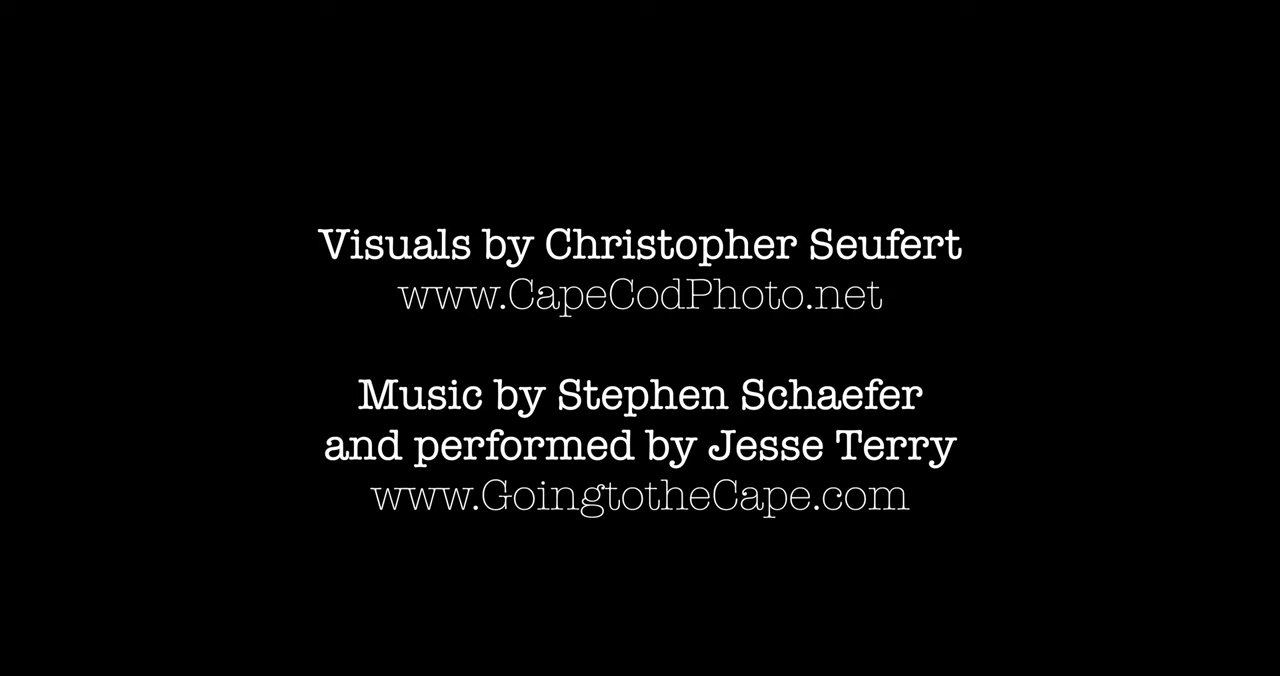 Visuals by Christopher Seufert
www.CapeCodPhoto.net
Music by Stephen Schaefer
and performed by Jesse Terry
www.GoingtotheCape.com